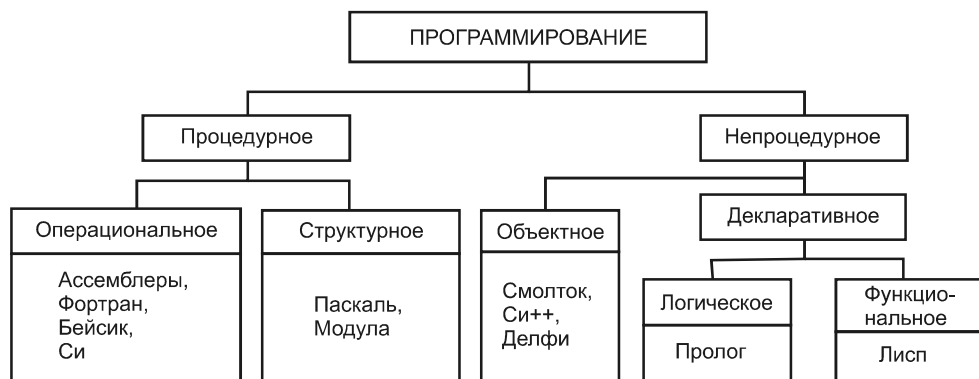 ПРОГРАММИРОВАНИЕ
Процедурное
Непроцедурное
Операциональное
Ассемблеры,
Фортран,
Бейсик,
Си
Структурное
Паскаль,
Модула
Объектное
Смолток,
Си++,
Делфи
Декларативное
Логическое
Пролог
Функцио-
нальное
Лисп